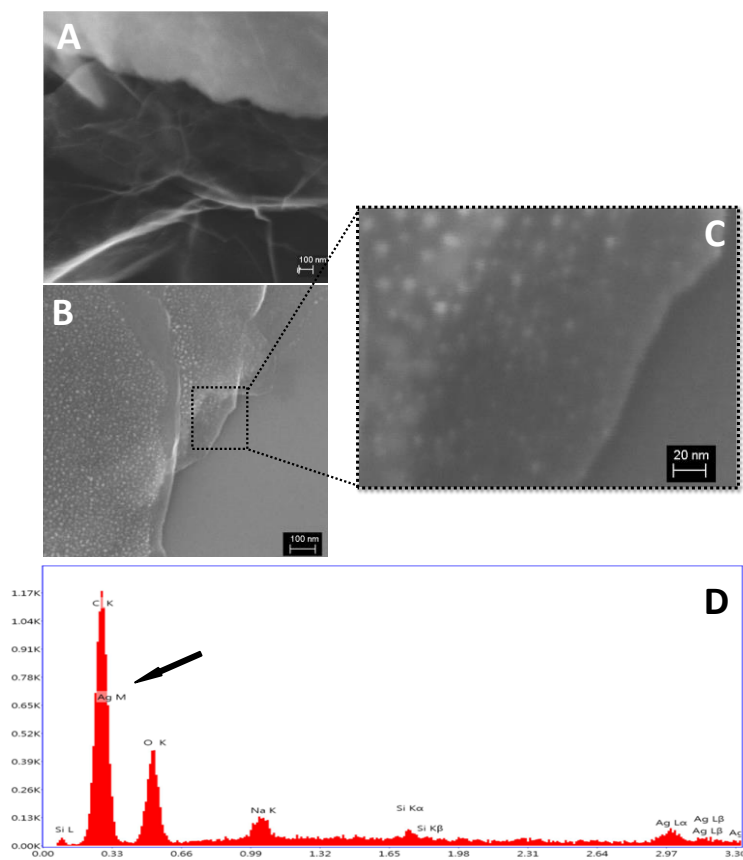 A
100 nm
B
100 nm
C
20 nm
D
1.17K
1.04K
0.91K
0.78K
0.65K
0.52K
0.39K
0.26K
0.13K
0.00K
C K
Ag M
O K
Si L
Na K
Si Kα
Si Kβ
Ag Lα
Ag Lβ
Ag Lβ
Ag
0.00
0.33
0.66
0.99
1.32
1.65
1.98
2.31
2.64
2.97
3.30